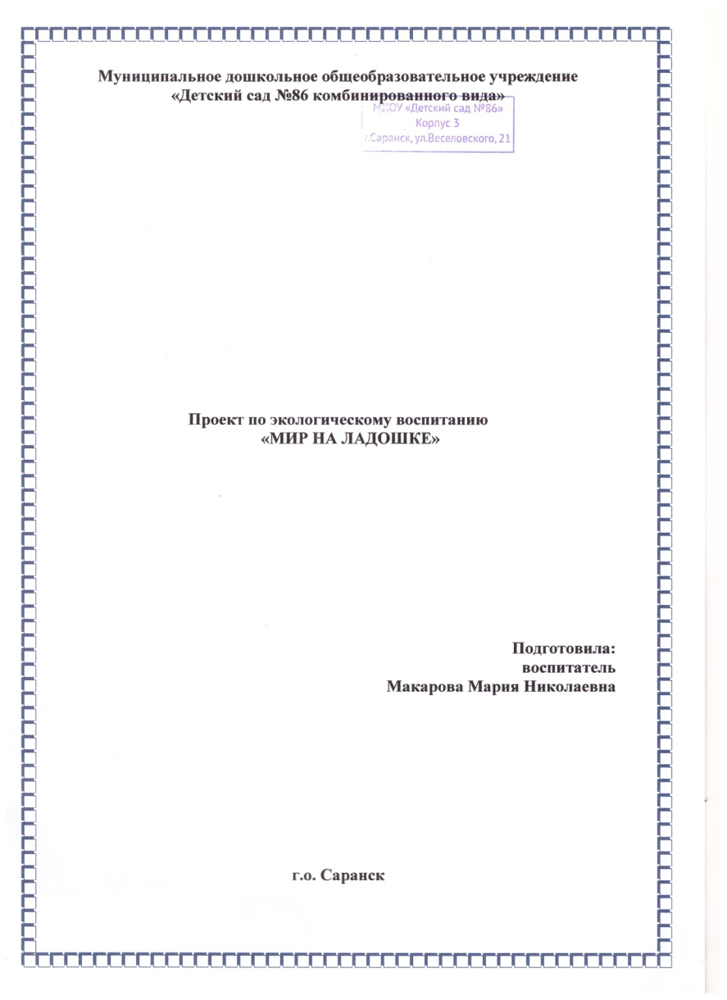 Муниципальное дошкольное общеобразовательное учреждение
«Детский сад №86 комбинированного вида»
МДОУ «Детский сад №86»
Корпус 3
г.Саранск, ул.Веселовского, 21
Проект по экологическому воспитанию
«МИР НА ЛАДОШКЕ»
Подготовила:
воспитатель
Макарова Мария Николаевна
г.о. Саранск